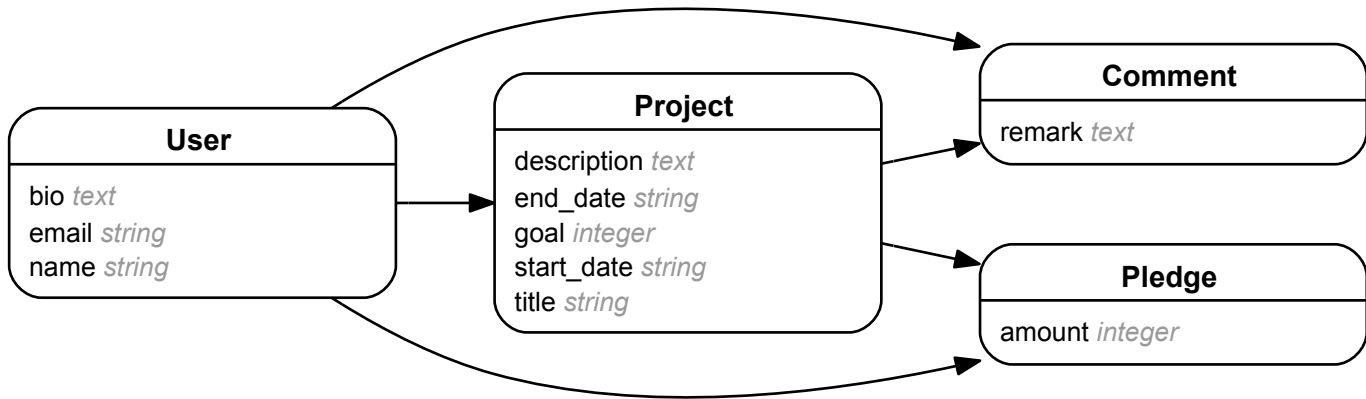 User
bio text
email string
name string
Project
description text
end_date string
goal integer
start_date string
title string
Comment
remark text
Pledge
amount integer